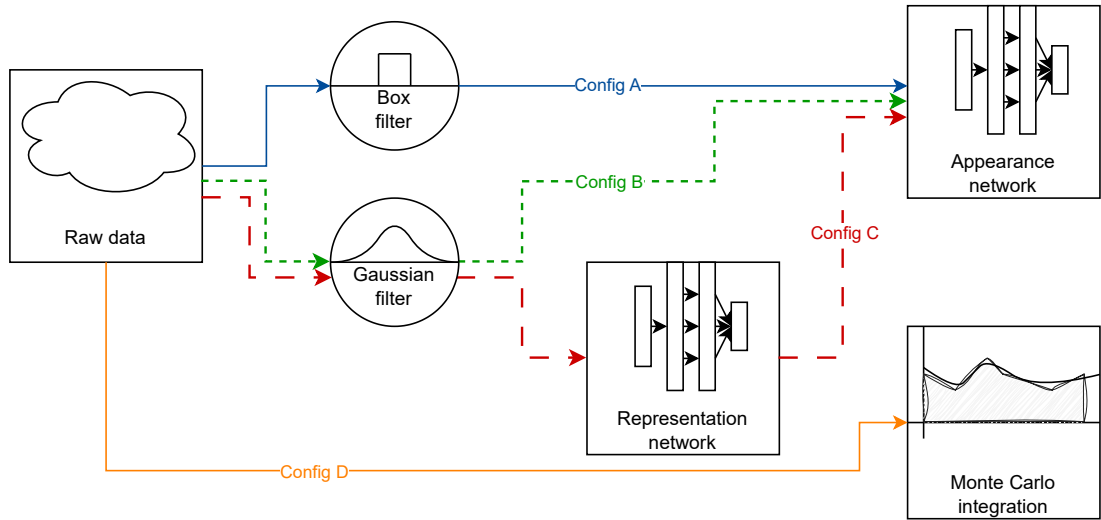 Raw data
Box
filter
Gaussian
filter
Config A
Config B
Config C
Config D
Representation
network
Appearance
network
Monte Carlo
integration